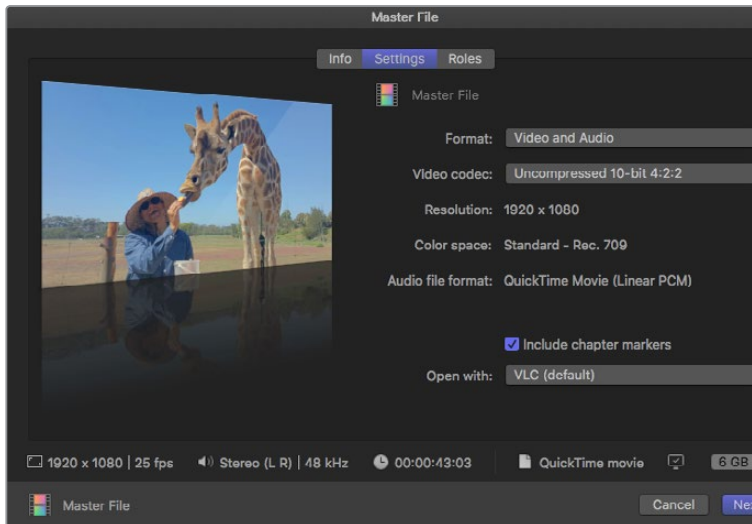 Master File
Info Settings Roles
Master File
Format: Video and Audio
Video codec: Uncompressed 10-bit 4:2:2
Resolution: 1920 x 1080
Color space: Standard - Rec. 709
Audio file format: QuickTime Movie (Linear PCM)
Include chapter markers
Open with: VLC (default)
1920 x 1080 | 25 fps Stereo (L R) | 48 kHz 00:00:43:03 QuickTime movie 6 GB
Master File Cancel